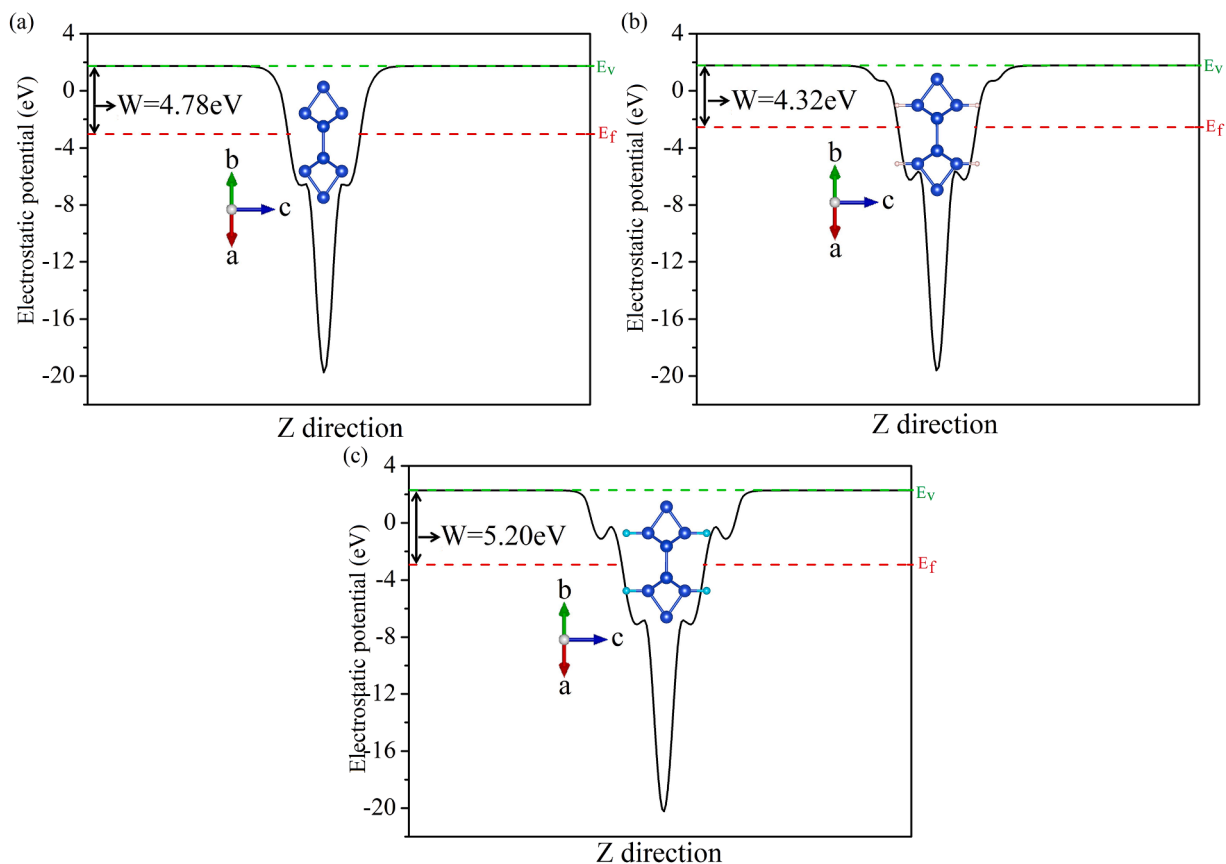 (a)
Electrostatic potential (eV)
4
0
-4
-8
-12
-16
-20
W=4.78eV
Ev
Ef
b
c
a
Z direction
(b)
Electrostatic potential (eV)
4
0
-4
-8
-12
-16
-20
W=4.32eV
Ev
Ef
b
c
a
Z direction
(c)
Electrostatic potential (eV)
4
0
-4
-8
-12
-16
-20
W=5.20eV
Ev
Ef
b
c
a
Z direction